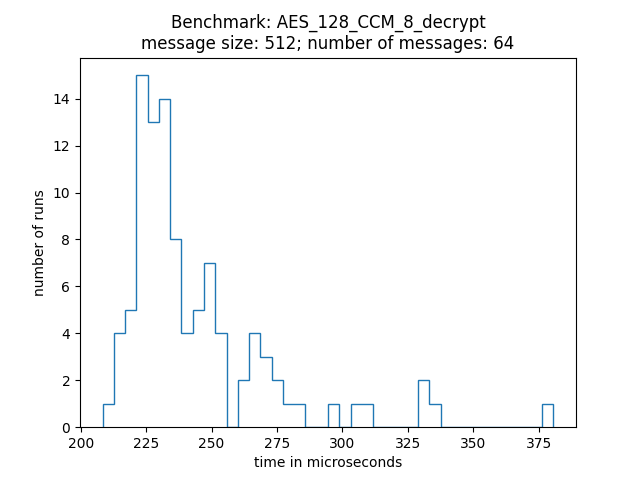 Benchmark: AES_128_CCM_8_decrypt
message size: 512; number of messages: 64
14
12
10
8
6
4
2
0
number of runs
200 225 250 275 300 325 350 375
time in microseconds